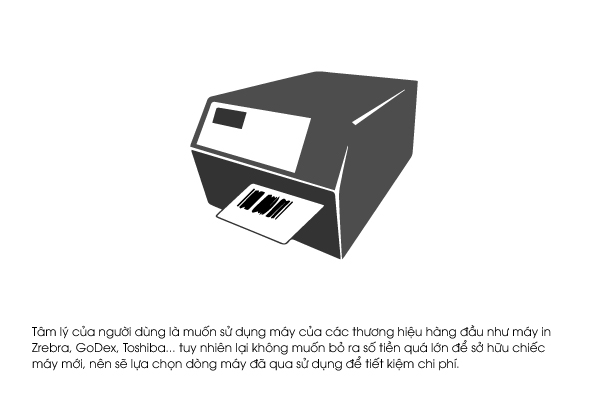 Tâm lý của người dùng là muốn sử dụng máy của các thương hiệu hàng đầu như máy in
Zrebra, GoDex, Toshiba... tuy nhiên lại không muốn bỏ ra số tiền quá lớn để sở hữu chiếc
máy mới, nên sẽ lựa chọn dòng máy đã qua sử dụng để tiết kiệm chi phí.